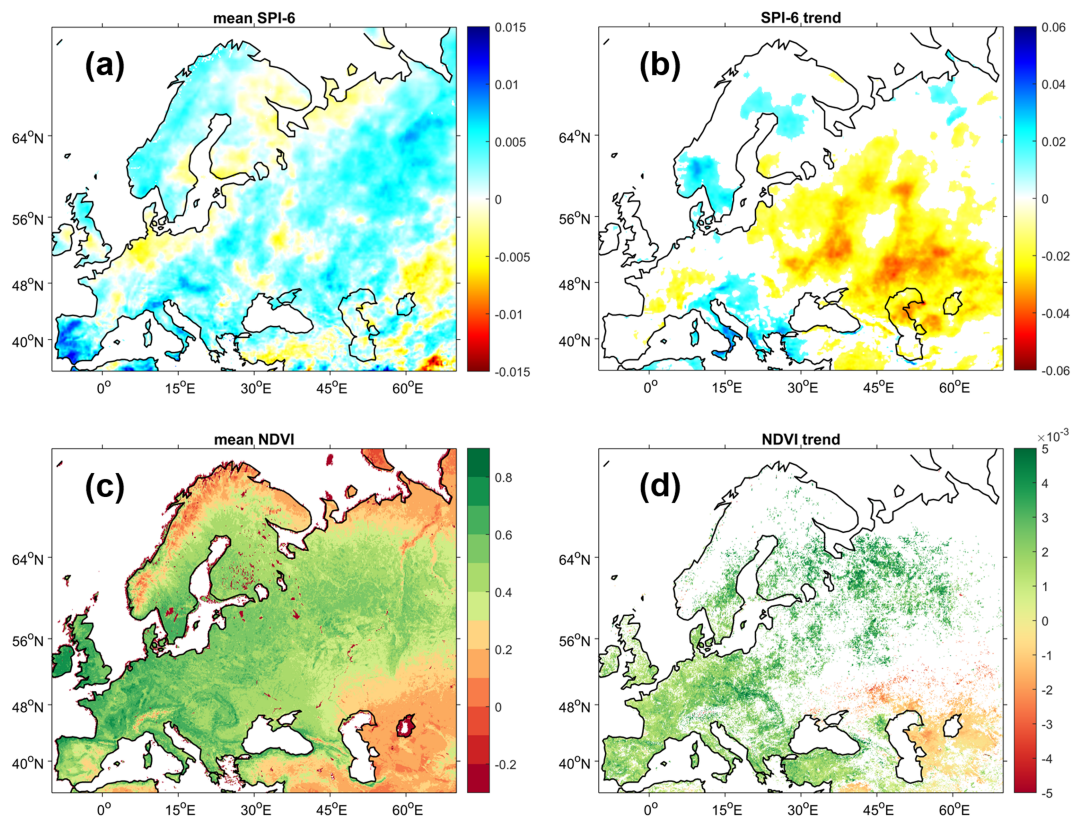 mean SPI-6
(a)
64°N
56°N
48°N
40°N
0°
15°E
30°E
45°E
60°E
0.015
0.01
0.005
0
-0.005
-0.01
-0.015
SPI-6 trend
(b)
64°N
56°N
48°N
40°N
0°
15°E
30°E
45°E
60°E
0.06
0.04
0.02
0
-0.02
-0.04
-0.06
mean NDVI
(c)
64°N
56°N
48°N
40°N
0°
15°E
30°E
45°E
60°E
0.8
0.6
0.4
0.2
0
-0.2
NDVI trend
(d)
64°N
56°N
48°N
40°N
0°
15°E
30°E
45°E
60°E
×10⁻³
5
4
3
2
1
0
-1
-2
-3
-4
-5